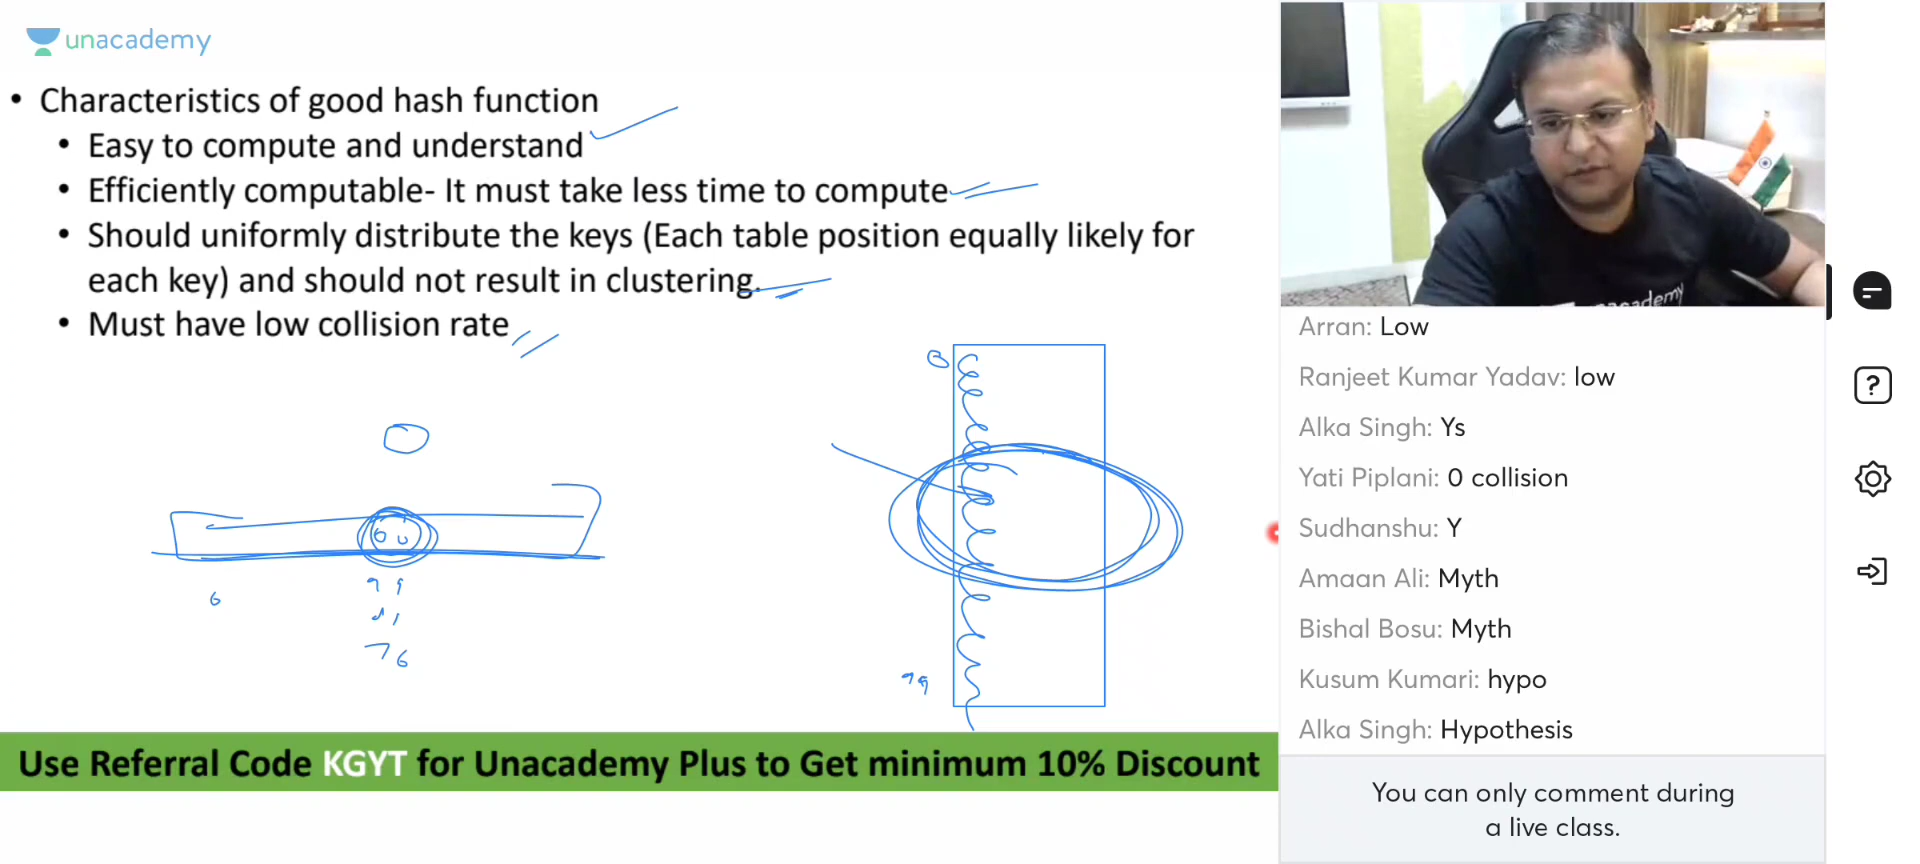 unacademy
• Characteristics of good hash function
• Easy to compute and understand
• Efficiently computable- It must take less time to compute
• Should uniformly distribute the keys (Each table position equally likely for
each key) and should not result in clustering.
• Must have low collision rate
6
76
99
Use Referral Code KGYT for Unacademy Plus to Get minimum 10% Discount
unacademy
Arran: Low
Ranjeet Kumar Yadav: low
Alka Singh: Ys
Yati Piplani: 0 collision
Sudhanshu: Y
Amaan Ali: Myth
Bishal Bosu: Myth
Kusum Kumari: hypo
Alka Singh: Hypothesis
You can only comment during
a live class.